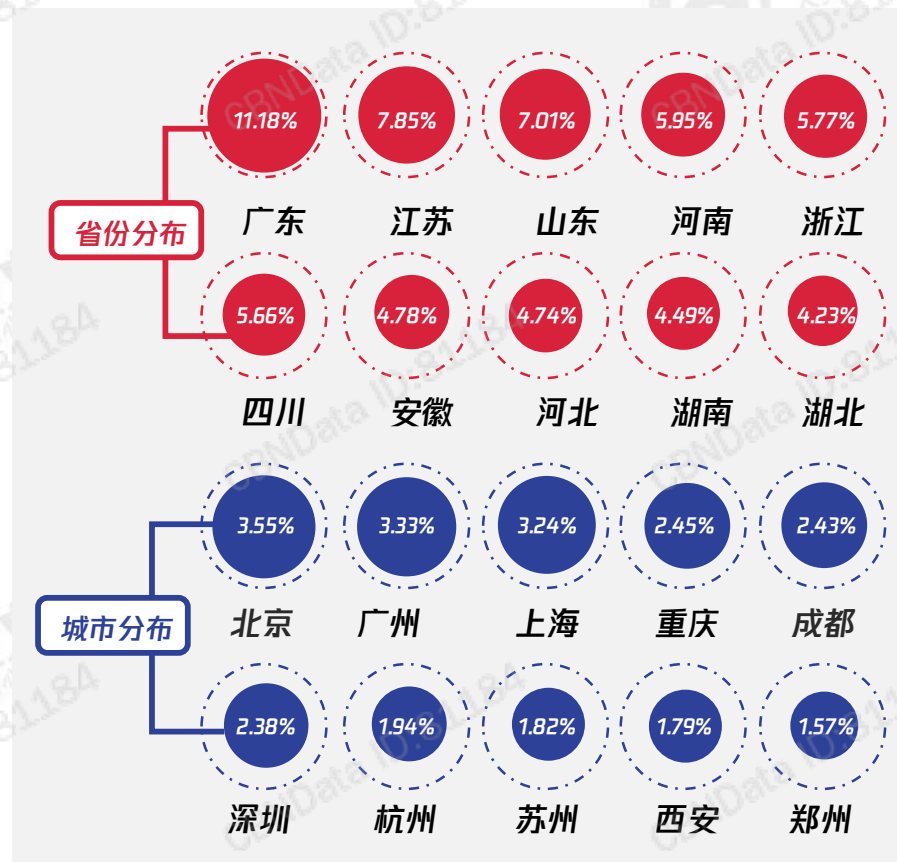 11.18% 7.85% 7.01% 5.95% 5.77%
广东 江苏 山东 河南 浙江
省份分布
5.66% 4.78% 4.74% 4.49% 4.23%
四川 安徽 河北 湖南 湖北
3.55% 3.33% 3.24% 2.45% 2.43%
北京 广州 上海 重庆 成都
城市分布
2.38% 1.94% 1.82% 1.79% 1.57%
深圳 杭州 苏州 西安 郑州
CBNData ID:81184